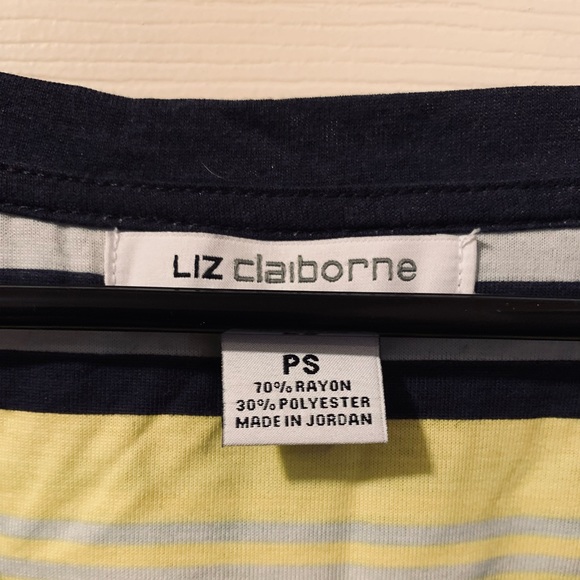 LIZ claiborne
PS
70% RAYON
30% POLYESTER
MADE IN JORDAN